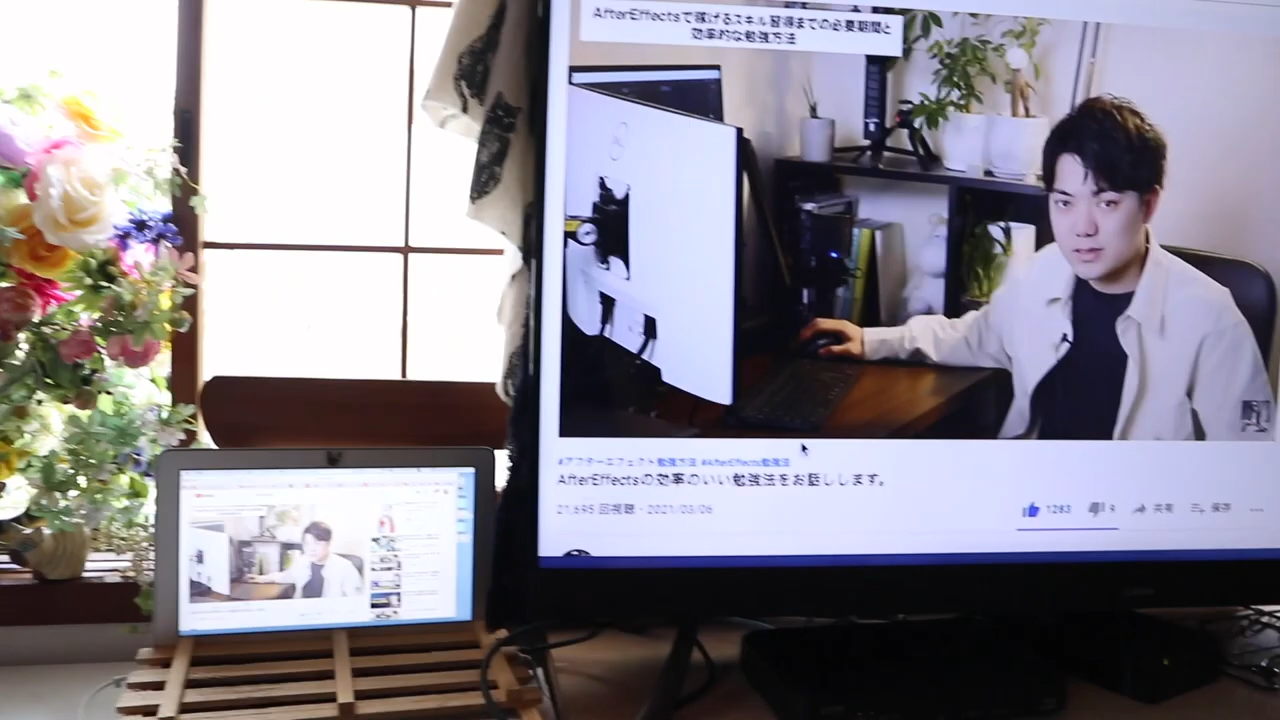 AfterEffectsで稼げるスキル習得までの必要期間と
効率的な勉強方法
#アフターエフェクト勉強方法 #AfterEffects勉強法
AfterEffectsの効率のいい勉強法をお話しします。
21,695 回視聴・2021/03/06
1283 9 共有 保存